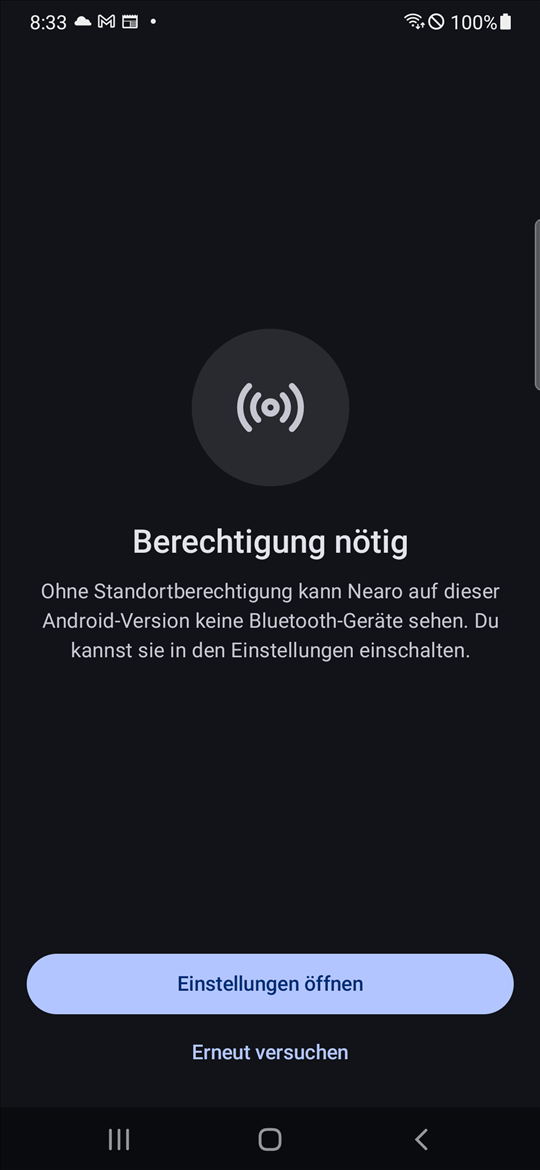 8:33
100%
Berechtigung nötig
Ohne Standortberechtigung kann Nearo auf dieser
Android-Version keine Bluetooth-Geräte sehen. Du
kannst sie in den Einstellungen einschalten.
Einstellungen öffnen
Erneut versuchen